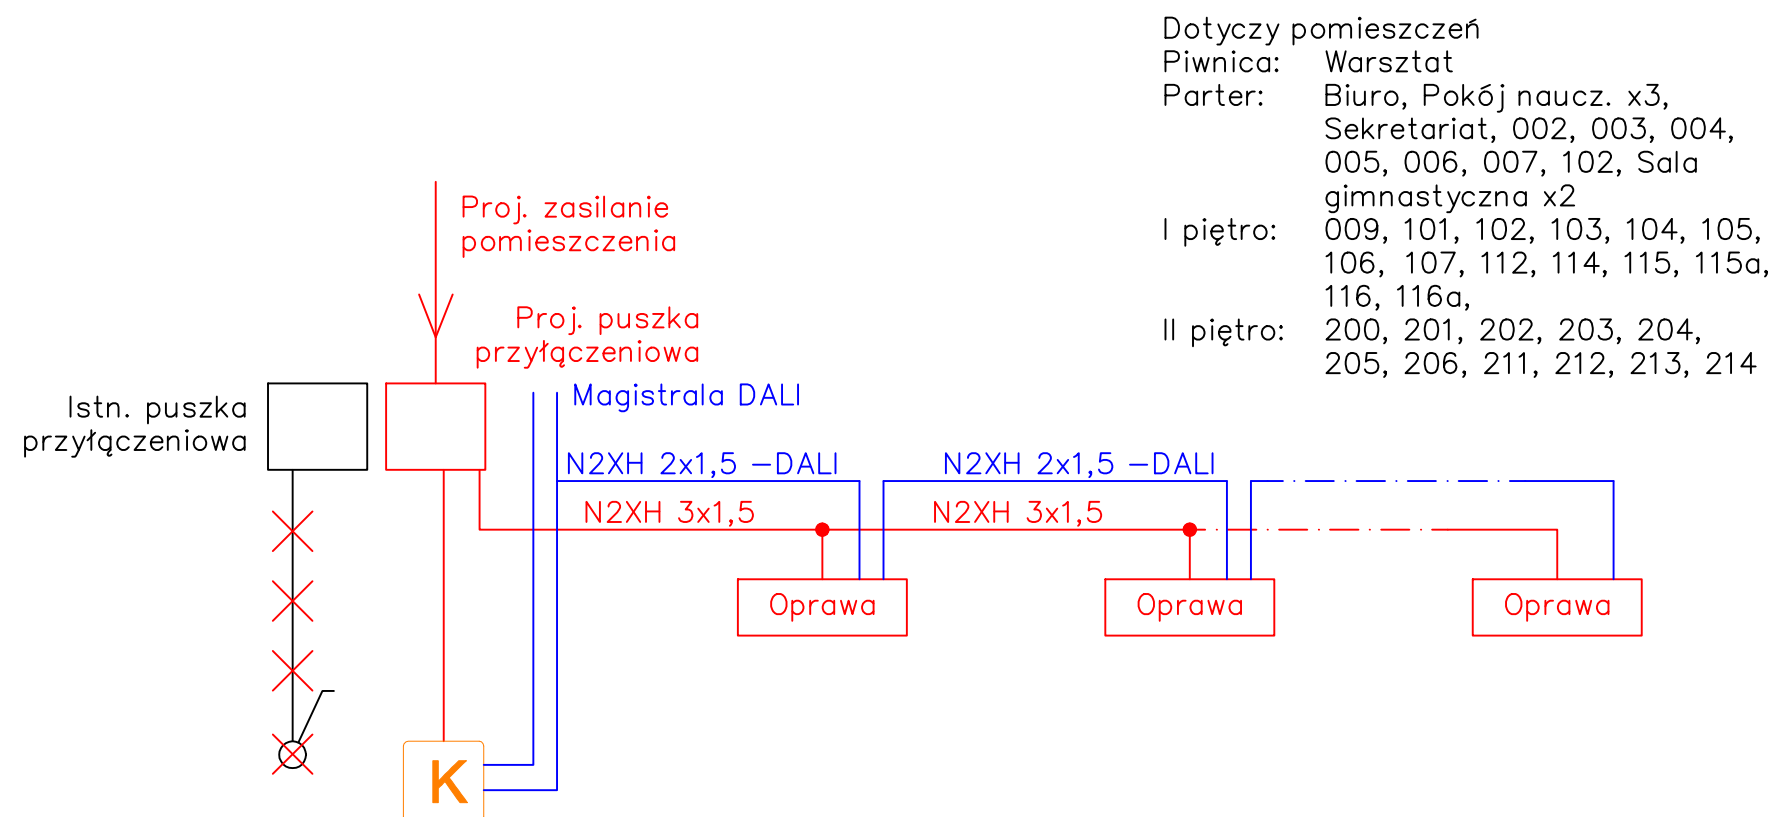 Dotyczy pomieszczeń
Piwnica: Warsztat
Parter: Biuro, Pokój naucz. x3,
Sekretariat, 002, 003, 004,
005, 006, 007, 102, Sala
gimnastyczna x2
I piętro: 009, 101, 102, 103, 104, 105,
106, 107, 112, 114, 115, 115a,
116, 116a,
II piętro: 200, 201, 202, 203, 204,
205, 206, 211, 212, 213, 214
Proj. zasilanie
pomieszczenia
Proj. puszka
przyłączeniowa
Istn. puszka
przyłączeniowa
Magistrala DALI
N2XH 2x1,5 –DALI
N2XH 2x1,5 –DALI
N2XH 3x1,5
N2XH 3x1,5
Oprawa
Oprawa
Oprawa
K